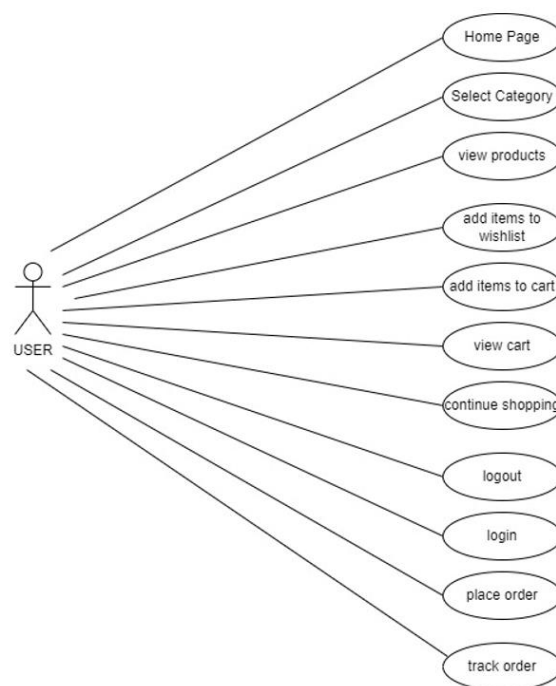 Home Page
Select Category
view products
add items to
wishlist
add items to cart
USER
view cart
continue shopping
logout
login
place order
track order